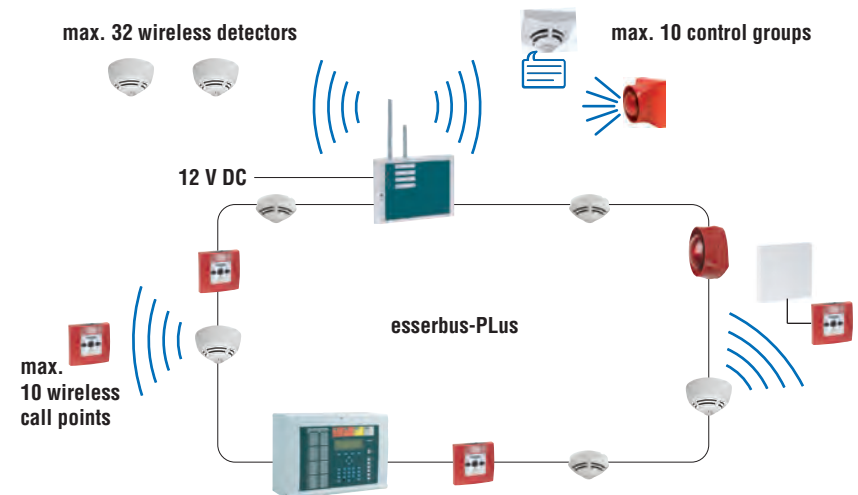 max. 32 wireless detectors
max. 10 control groups
12 V DC
esserbus-PLus
max.
10 wireless
call points